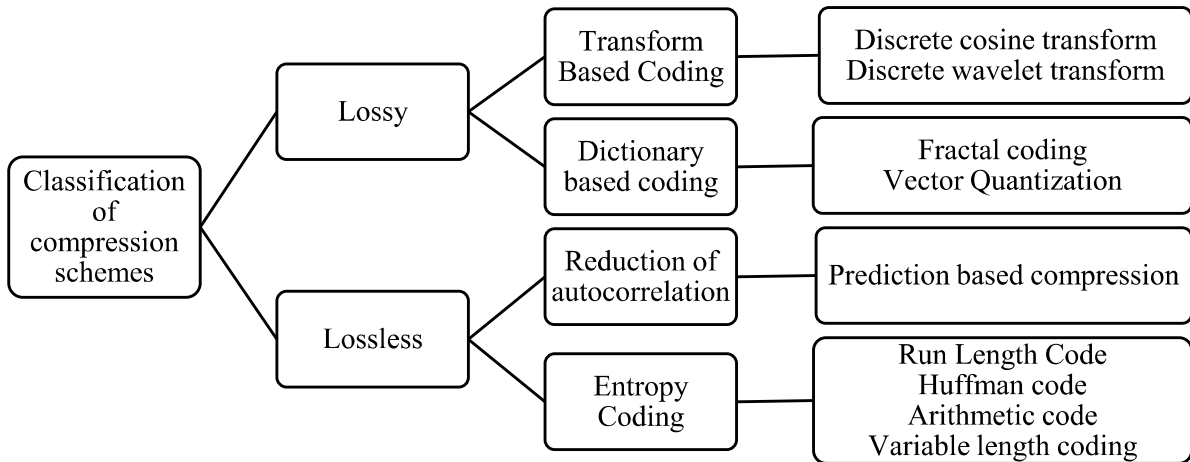 Classification
of
compression
schemes
Lossy
Lossless
Transform
Based Coding
Dictionary
based coding
Reduction of
autocorrelation
Entropy
Coding
Discrete cosine transform
Discrete wavelet transform
Fractal coding
Vector Quantization
Prediction based compression
Run Length Code
Huffman code
Arithmetic code
Variable length coding